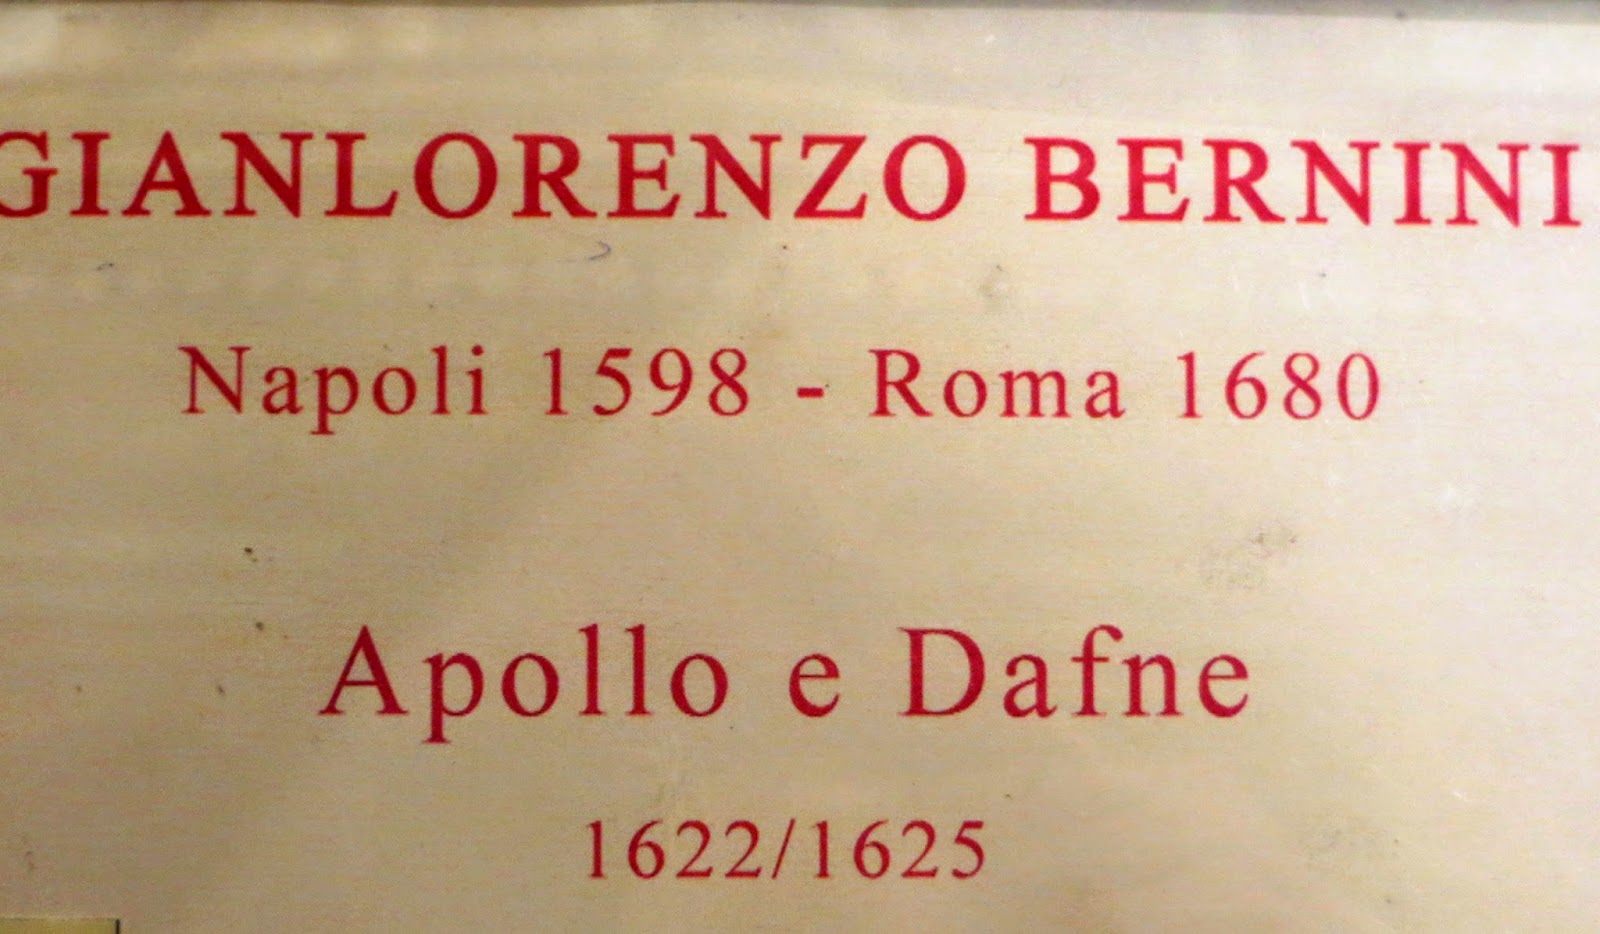 GIANLORENZO BERNINI
Napoli 1598 - Roma 1680
Apollo e Dafne
1622/1625